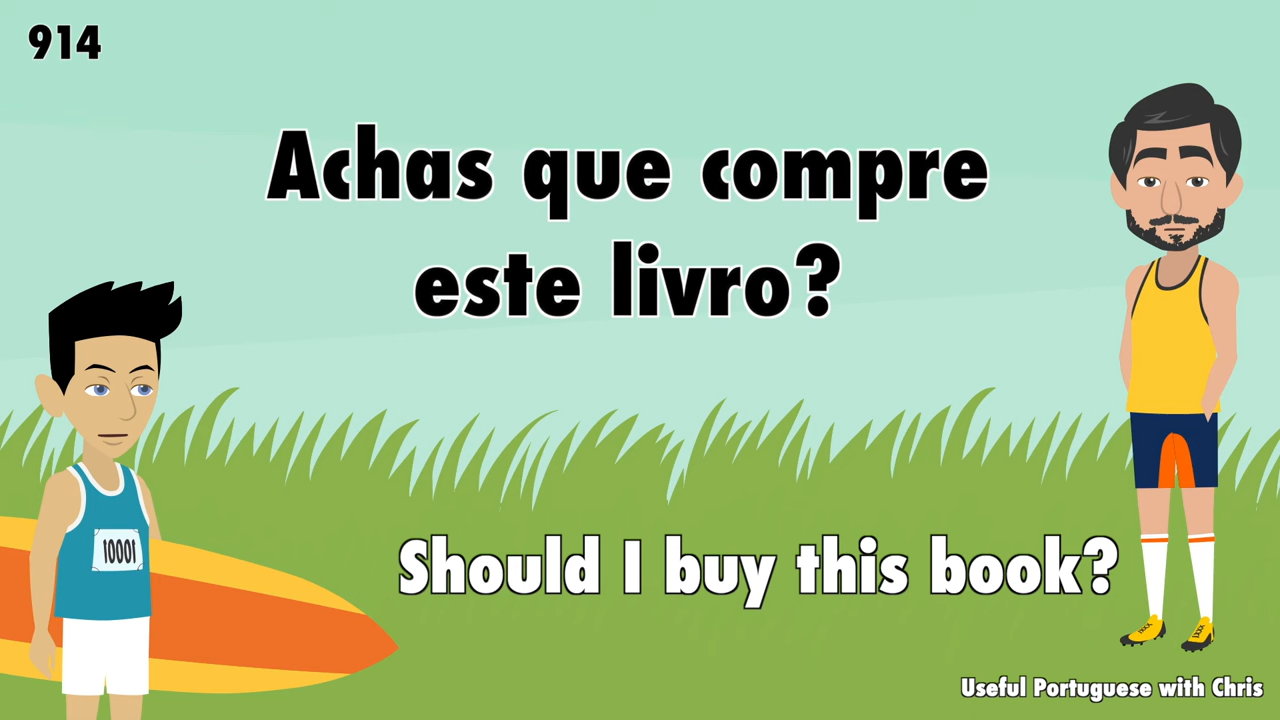 914
Achas que compre
este livro?
10001
Should I buy this book?
Useful Portuguese with Chris